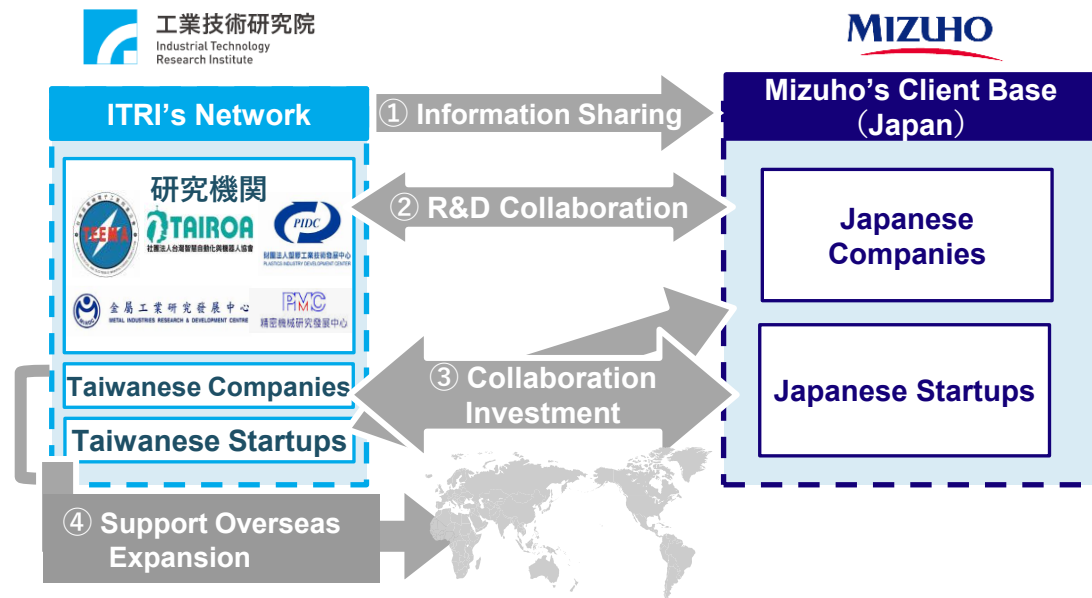 工業技術研究院
Industrial Technology
Research Institute
MIZUHO
ITRI's Network
① Information Sharing
Mizuho's Client Base
（Japan）
研究機関
TEEMA
TAIROA
社團法人台灣智慧自動化與機器人協會
PIDC
財團法人塑膠工業技術發展中心
PLASTICS INDUSTRY DEVELOPMENT CENTER
② R&D Collaboration
Japanese
Companies
金屬工業研究發展中心
METAL INDUSTRIES RESEARCH & DEVELOPMENT CENTRE
PMC
精密機械研究發展中心
Taiwanese Companies
③ Collaboration
Investment
Japanese Startups
Taiwanese Startups
④ Support Overseas
Expansion